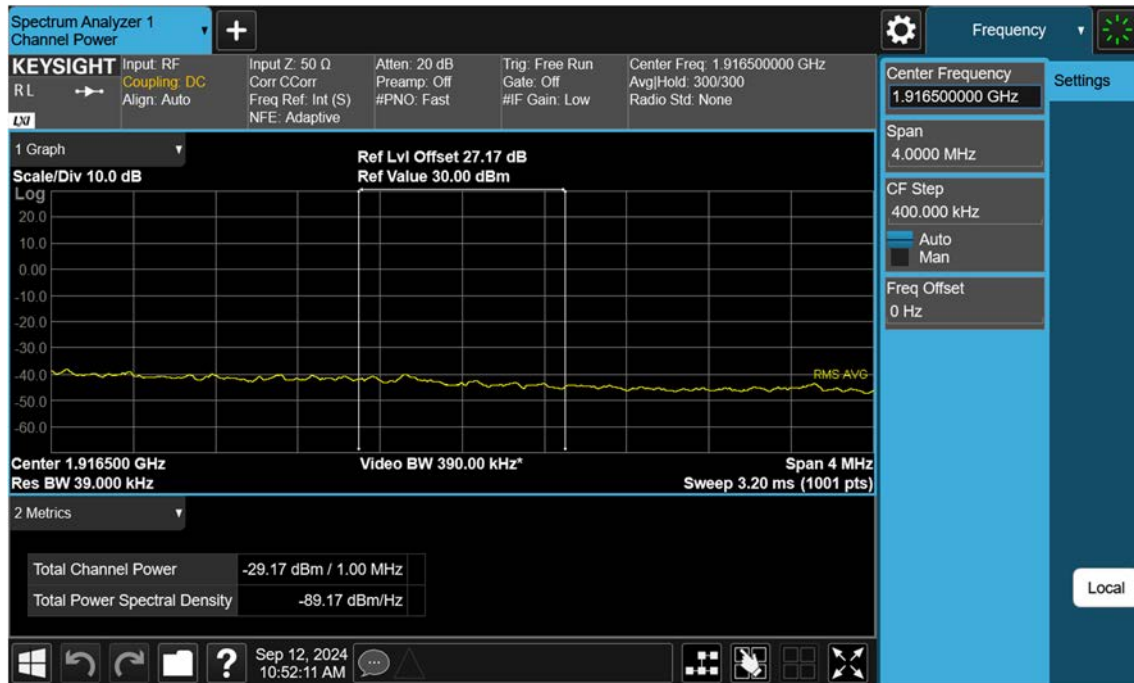 Spectrum Analyzer 1
Channel Power
+
Frequency
KEYSIGHT
R L
LXI
Input: RF
Coupling: DC
Align: Auto
Input Z: 50 Ω
Corr CCorr
Freq Ref: Int (S)
NFE: Adaptive
Atten: 20 dB
Preamp: Off
#PNO: Fast
Trig: Free Run
Gate: Off
#IF Gain: Low
Center Freq: 1.916500000 GHz
Avg|Hold: 300/300
Radio Std: None
Center Frequency
1.916500000 GHz
Settings
Span
4.0000 MHz
CF Step
400.000 kHz
Auto
Man
Freq Offset
0 Hz
Local
1 Graph
Scale/Div 10.0 dB
Ref Lvl Offset 27.17 dB
Ref Value 30.00 dBm
Log
20.0
10.0
0.00
-10.0
-20.0
-30.0
-40.0
-50.0
-60.0
RMS AVG
Center 1.916500 GHz
Res BW 39.000 kHz
Video BW 390.00 kHz*
Span 4 MHz
Sweep 3.20 ms (1001 pts)
2 Metrics
Total Channel Power -29.17 dBm / 1.00 MHz
Total Power Spectral Density -89.17 dBm/Hz
?
Sep 12, 2024
10:52:11 AM